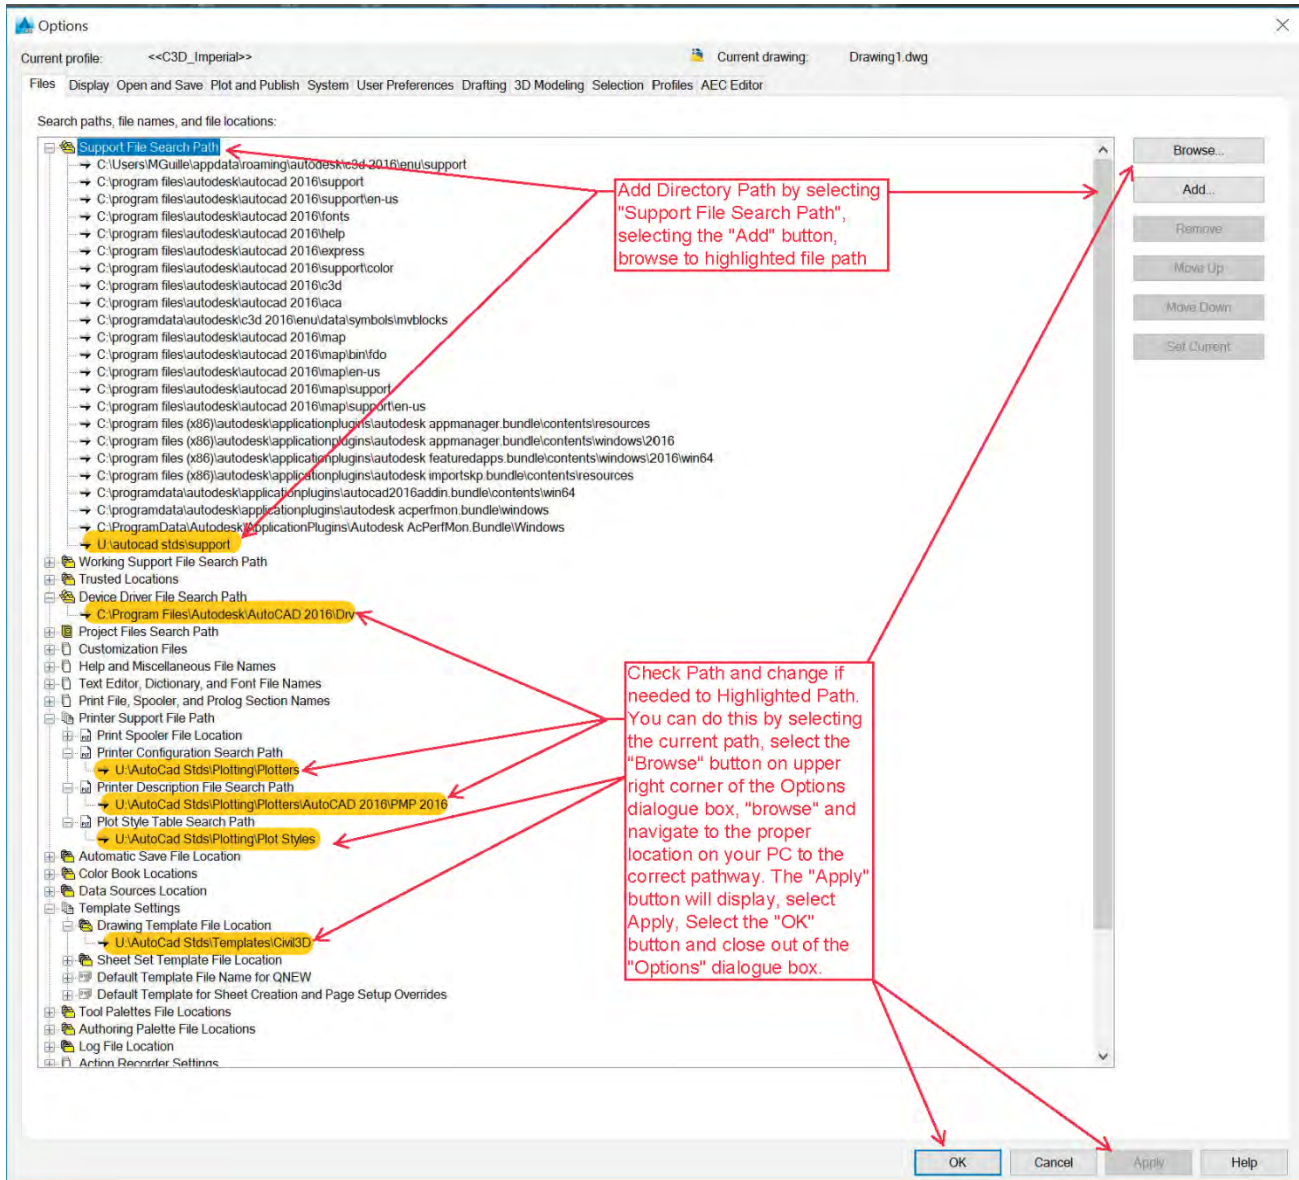 Options
Current profile: <<C3D_Imperial>> Current drawing: Drawing1.dwg
Files Display Open and Save Plot and Publish System User Preferences Drafting 3D Modeling Selection Profiles AEC Editor
Search paths, file names, and file locations:
Support File Search Path
C:\Users\MGuille\appdata\roaming\autodesk\c3d 2016\enu\support
C:\program files\autodesk\autocad 2016\support
C:\program files\autodesk\autocad 2016\support\en-us
C:\program files\autodesk\autocad 2016\fonts
C:\program files\autodesk\autocad 2016\help
C:\program files\autodesk\autocad 2016\express
C:\program files\autodesk\autocad 2016\support\color
C:\program files\autodesk\autocad 2016\c3d
C:\program files\autodesk\autocad 2016\aca
C:\programdata\autodesk\c3d 2016\enu\data\symbols\mvblocks
C:\program files\autodesk\autocad 2016\map
C:\program files\autodesk\autocad 2016\map\bin\fdo
C:\program files\autodesk\autocad 2016\map\en-us
C:\program files\autodesk\autocad 2016\map\support
C:\program files\autodesk\autocad 2016\map\support\en-us
C:\program files (x86)\autodesk\applicationplugins\autodesk appmanager.bundle\contents\resources
C:\program files (x86)\autodesk\applicationplugins\autodesk appmanager.bundle\contents\windows\2016
C:\program files (x86)\autodesk\applicationplugins\autodesk featuredapps.bundle\contents\windows\2016\win64
C:\program files (x86)\autodesk\applicationplugins\autodesk importskp.bundle\contents\resources
C:\programdata\autodesk\applicationplugins\autocad2016addin.bundle\contents\win64
C:\programdata\autodesk\applicationplugins\autodesk acperfmon.bundle\windows
C:\ProgramData\Autodesk\ApplicationPlugins\Autodesk AcPerfMon.Bundle\Windows
U:\autocad stds\support
Working Support File Search Path
Trusted Locations
Device Driver File Search Path
C:\Program Files\Autodesk\AutoCAD 2016\Drv
Project Files Search Path
Customization Files
Help and Miscellaneous File Names
Text Editor, Dictionary, and Font File Names
Print File, Spooler, and Prolog Section Names
Printer Support File Path
Print Spooler File Location
Printer Configuration Search Path
U:\AutoCad Stds\Plotting\Plotters
Printer Description File Search Path
U:\AutoCad Stds\Plotting\Plotters\AutoCAD 2016\PMP 2016
Plot Style Table Search Path
U:\AutoCad Stds\Plotting\Plot Styles
Automatic Save File Location
Color Book Locations
Data Sources Location
Template Settings
Drawing Template File Location
U:\AutoCad Stds\Templates\Civil3D
Sheet Set Template File Location
Default Template File Name for QNEW
Default Template for Sheet Creation and Page Setup Overrides
Tool Palettes File Locations
Authoring Palette File Locations
Log File Location
Action Recorder Settings
Add Directory Path by selecting
"Support File Search Path",
selecting the "Add" button,
browse to highlighted file path
Check Path and change if
needed to Highlighted Path.
You can do this by selecting
the current path, select the
"Browse" button on upper
right corner of the Options
dialogue box, "browse" and
navigate to the proper
location on your PC to the
correct pathway. The "Apply"
button will display, select
Apply, Select the "OK"
button and close out of the
"Options" dialogue box.
Browse...
Add...
Remove
Move Up
Move Down
Set Current
OK Cancel Apply Help